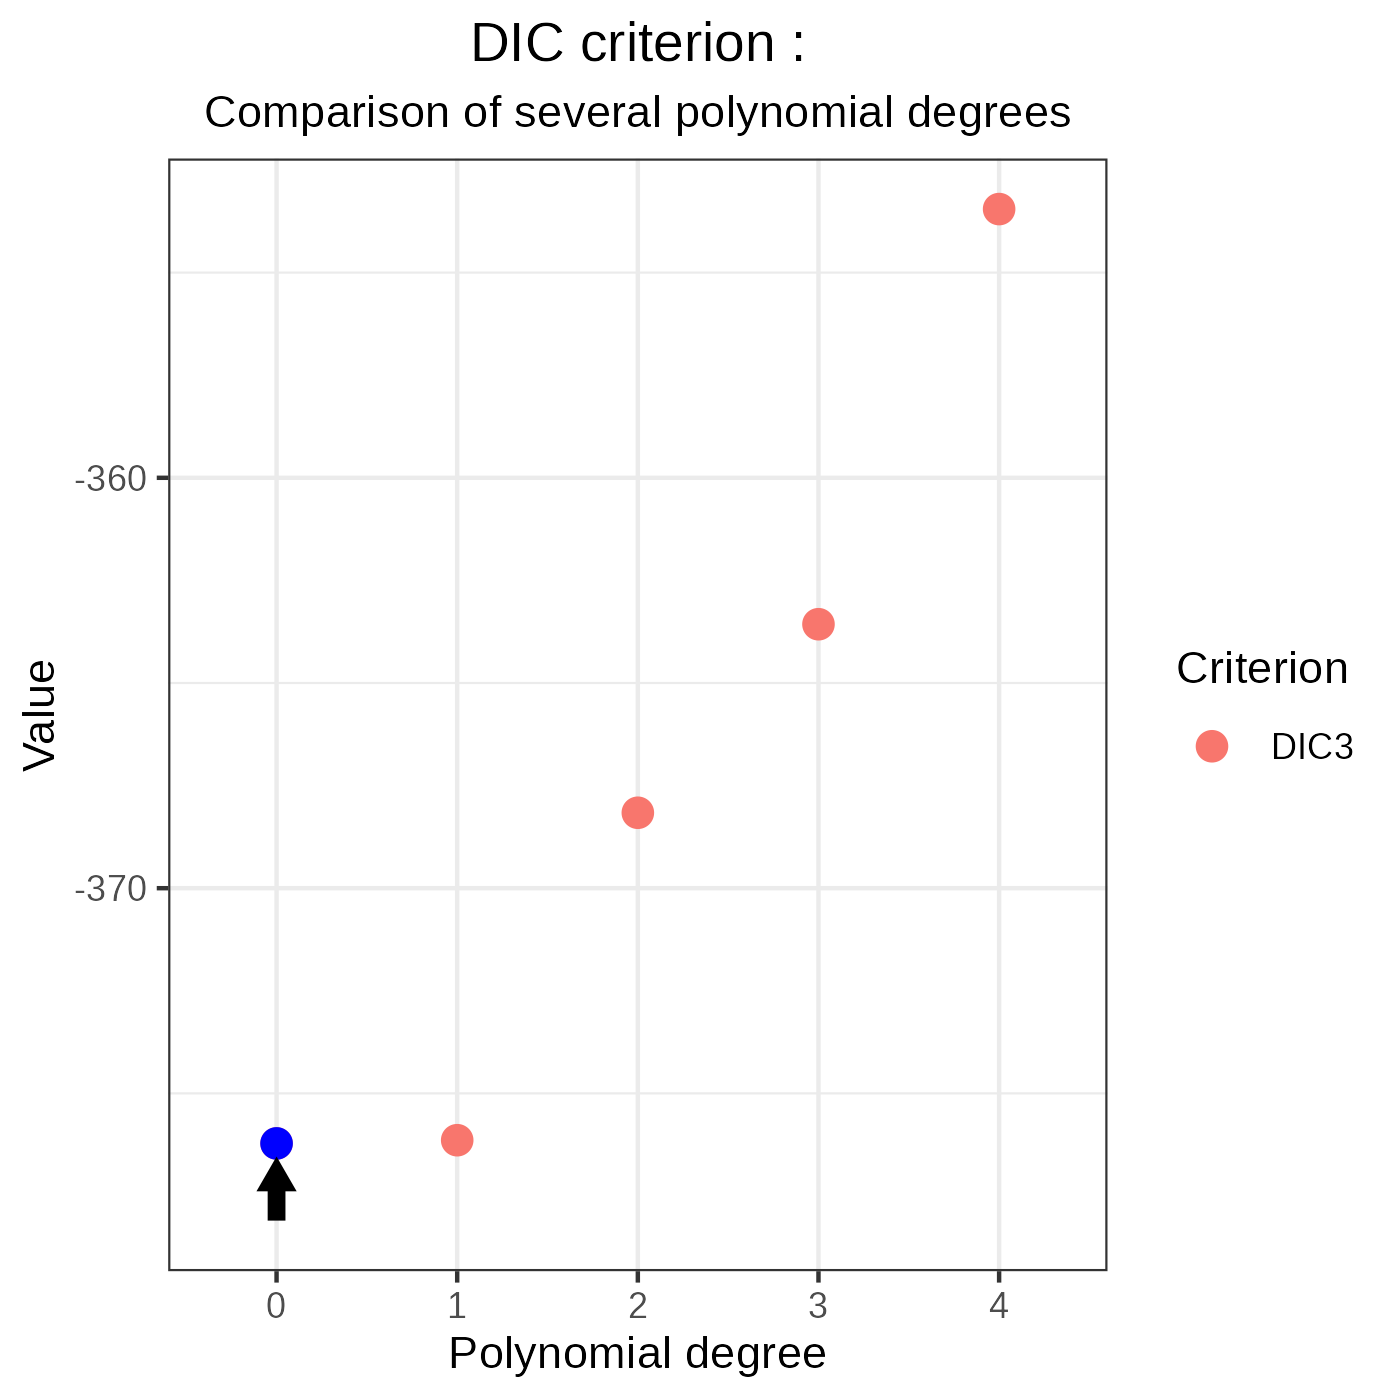 DIC criterion :
Comparison of several polynomial degrees
Value
-360
-370
0 1 2 3 4
Polynomial degree
Criterion
DIC3